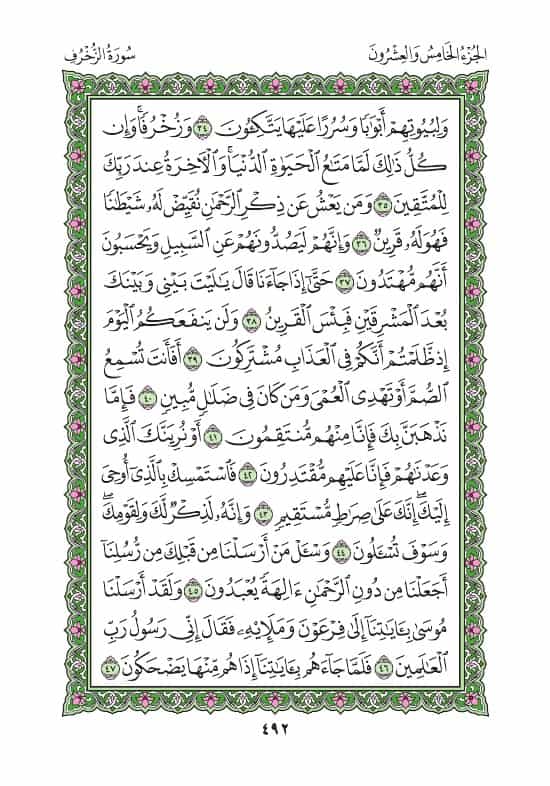 الجُزْءُ الخَامِسُ وَالعِشْرُونَ
سُورَةُ الزُّخْرُفِ
وَلِبُيُوتِهِمْ أَبْوَٰبًا وَسُرُرًا عَلَيْهَا يَتَّكِـُٔونَ ٣٤ وَزُخْرُفًا ۚ وَإِن
كُلُّ ذَٰلِكَ لَمَّا مَتَٰعُ ٱلْحَيَوٰةِ ٱلدُّنْيَا ۚ وَٱلْـَٔاخِرَةُ عِندَ رَبِّكَ
لِلْمُتَّقِينَ ٣٥ وَمَن يَعْشُ عَن ذِكْرِ ٱلرَّحْمَٰنِ نُقَيِّضْ لَهُۥ شَيْطَٰنًا
فَهُوَ لَهُۥ قَرِينٌ ٣٦ وَإِنَّهُمْ لَيَصُدُّونَهُمْ عَنِ ٱلسَّبِيلِ وَيَحْسَبُونَ
أَنَّهُم مُّهْتَدُونَ ٣٧ حَتَّىٰٓ إِذَا جَآءَنَا قَالَ يَٰلَيْتَ بَيْنِى وَبَيْنَكَ
بُعْدَ ٱلْمَشْرِقَيْنِ فَبِئْسَ ٱلْقَرِينُ ٣٨ وَلَن يَنفَعَكُمُ ٱلْيَوْمَ
إِذ ظَّلَمْتُمْ أَنَّكُمْ فِى ٱلْعَذَابِ مُشْتَرِكُونَ ٣٩ أَفَأَنتَ تُسْمِعُ
ٱلصُّمَّ أَوْ تَهْدِى ٱلْعُمْىَ وَمَن كَانَ فِى ضَلَٰلٍ مُّبِينٍ ٤٠ فَإِمَّا
نَذْهَبَنَّ بِكَ فَإِنَّا مِنْهُم مُّنتَقِمُونَ ٤١ أَوْ نُرِيَنَّكَ ٱلَّذِى
وَعَدْنَٰهُمْ فَإِنَّا عَلَيْهِم مُّقْتَدِرُونَ ٤٢ فَٱسْتَمْسِكْ بِٱلَّذِىٓ أُوحِىَ
إِلَيْكَ ۖ إِنَّكَ عَلَىٰ صِرَٰطٍ مُّسْتَقِيمٍ ٤٣ وَإِنَّهُۥ لَذِكْرٌ لَّكَ وَلِقَوْمِكَ ۖ
وَسَوْفَ تُسْـَٔلُونَ ٤٤ وَسْـَٔلْ مَنْ أَرْسَلْنَا مِن قَبْلِكَ مِن رُّسُلِنَآ
أَجَعَلْنَا مِن دُونِ ٱلرَّحْمَٰنِ ءَالِهَةً يُعْبَدُونَ ٤٥ وَلَقَدْ أَرْسَلْنَا
مُوسَىٰ بِـَٔايَٰتِنَآ إِلَىٰ فِرْعَوْنَ وَمَلَإِي۟هِۦ فَقَالَ إِنِّى رَسُولُ رَبِّ
ٱلْعَٰلَمِينَ ٤٦ فَلَمَّا جَآءَهُم بِـَٔايَٰتِنَآ إِذَا هُم مِّنْهَا يَضْحَكُونَ ٤٧
٤٩٢